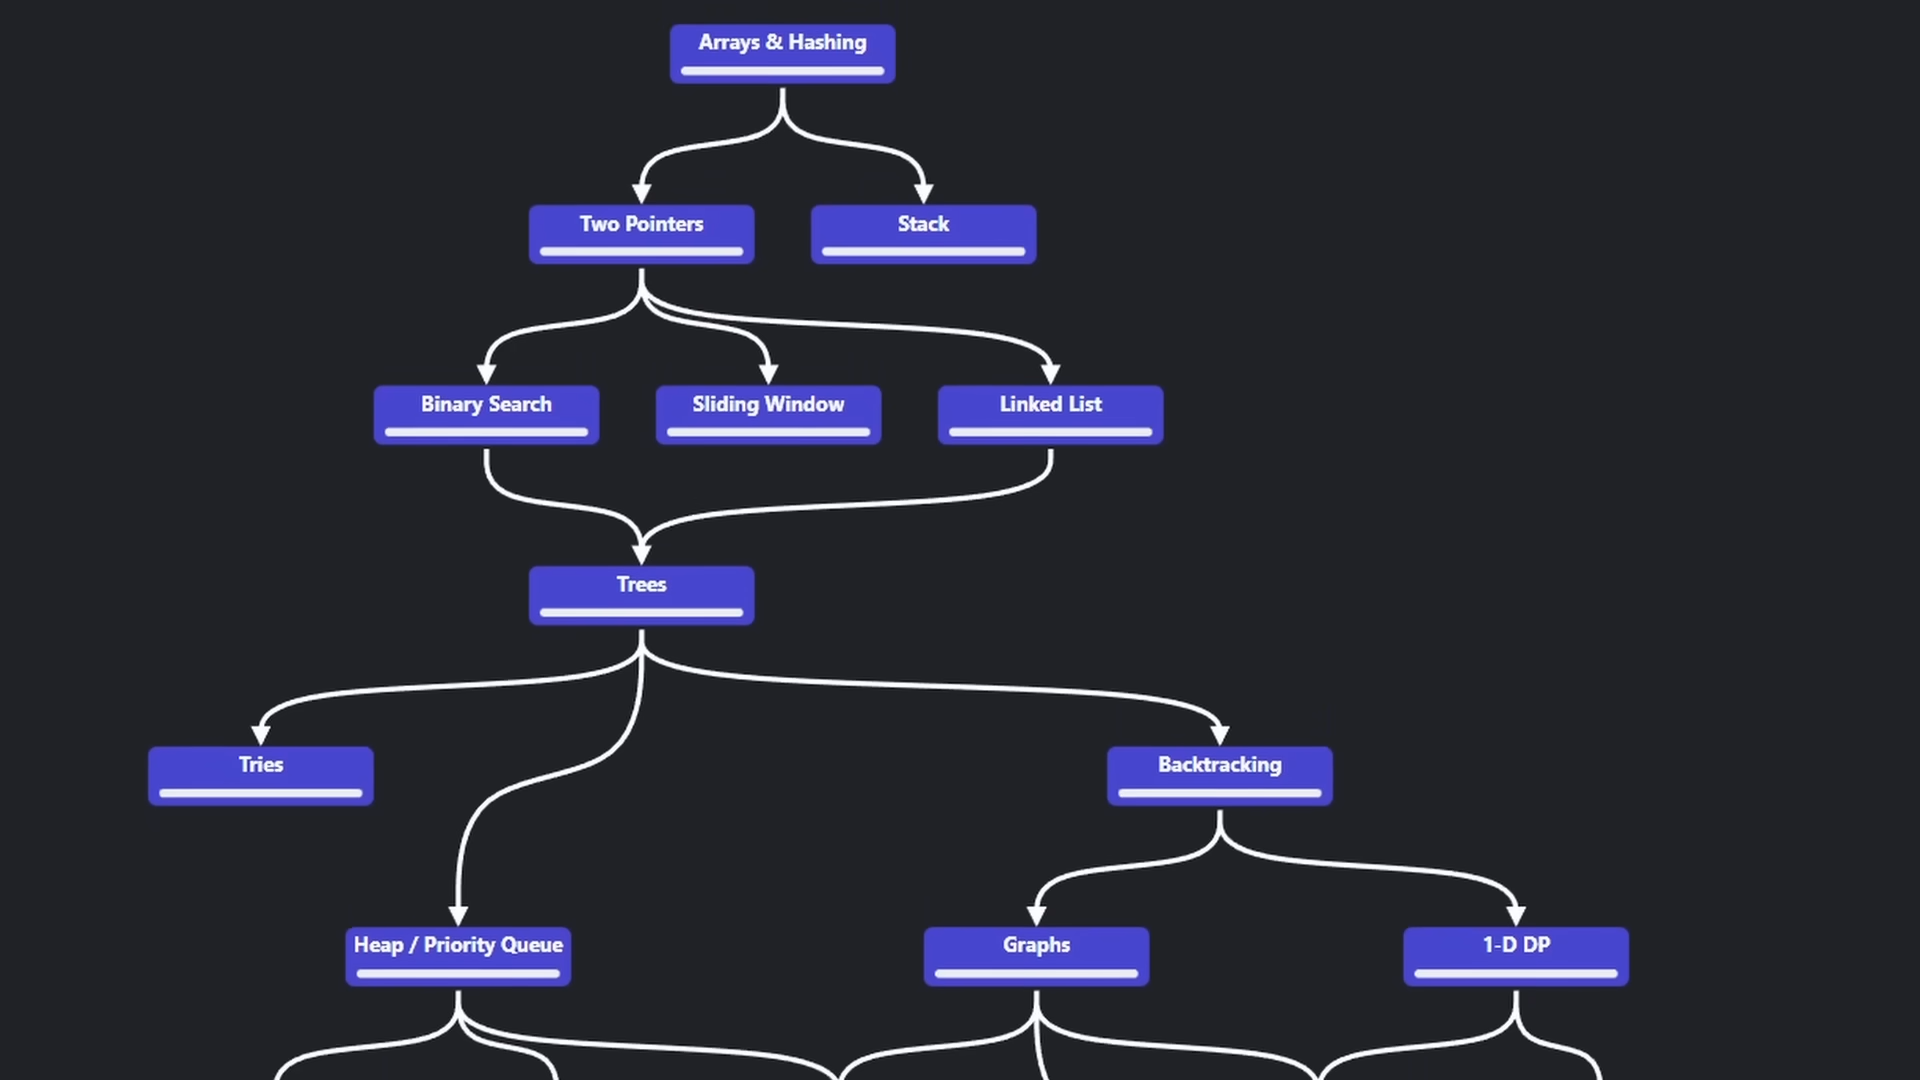 Arrays & Hashing
Two Pointers
Stack
Binary Search
Sliding Window
Linked List
Trees
Tries
Backtracking
Heap / Priority Queue
Graphs
1-D DP